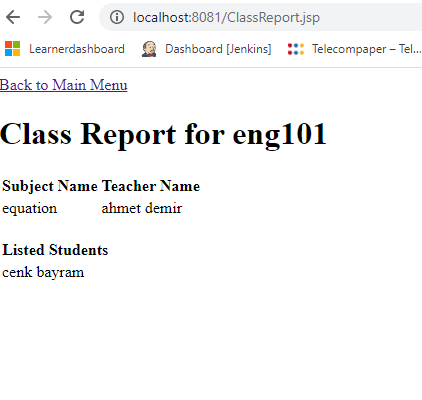 localhost:8081/ClassReport.jsp
Learnerdashboard Dashboard [Jenkins] Telecompaper – Tel...
Back to Main Menu
Class Report for eng101
Subject Name Teacher Name
equation ahmet demir
Listed Students
cenk bayram